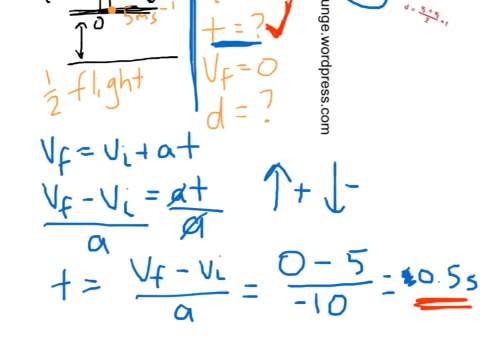 5ms⁻¹
t = ?
½ flight
Vf = 0
d = ?
unge.wordpress.com
Vf = Vi + at
Vf - Vi = at
a a
↑+ ↓-
t = Vf - Vi = 0 - 5 = 0.5s
a -10